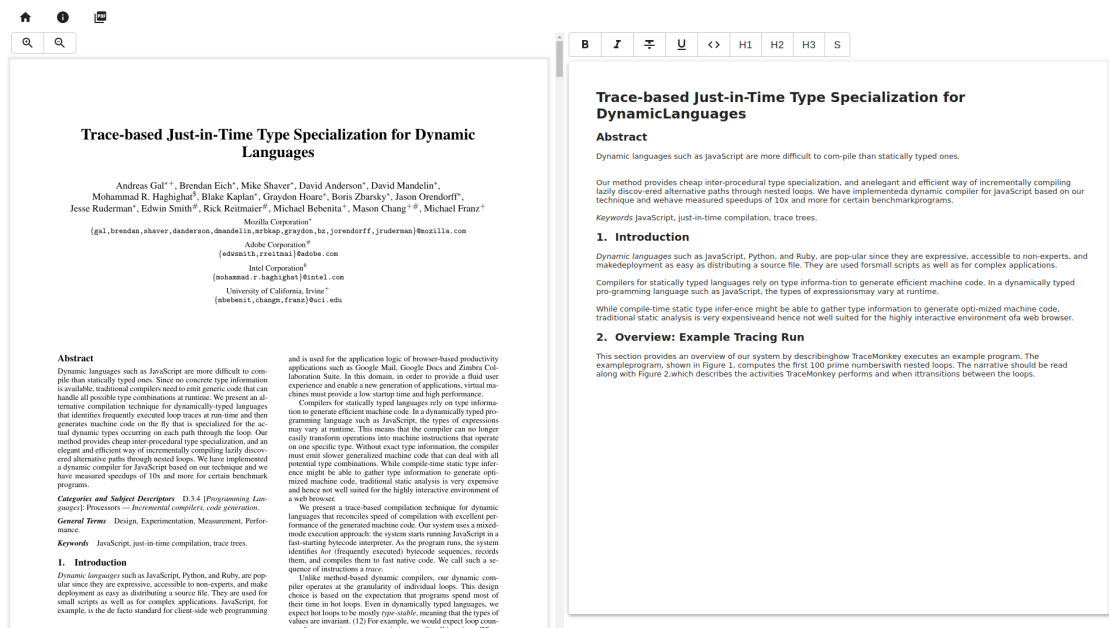 PDF
B I S U <> H1 H2 H3 S
Trace-based Just-in-Time Type Specialization for Dynamic
Languages
Andreas Gal*+, Brendan Eich*, Mike Shaver*, David Anderson*, David Mandelin*,
Mohammad R. Haghighat$, Blake Kaplan*, Graydon Hoare*, Boris Zbarsky*, Jason Orendorff*,
Jesse Ruderman*, Edwin Smith#, Rick Reitmaier#, Michael Bebenita+, Mason Chang+#, Michael Franz+
Mozilla Corporation*
{gal,brendan,shaver,danderson,dmandelin,mrbkap,graydon,bz,jorendorff,jruderman}@mozilla.com
Adobe Corporation#
{edwsmith,rreitmai}@adobe.com
Intel Corporation$
{mohammad.r.haghighat}@intel.com
University of California, Irvine+
{mbebenit,changm,franz}@uci.edu
Abstract
Dynamic languages such as JavaScript are more difficult to com-
pile than statically typed ones. Since no concrete type information
is available, traditional compilers need to emit generic code that can
handle all possible type combinations at runtime. We present an al-
ternative compilation technique for dynamically-typed languages
that identifies frequently executed loop traces at run-time and then
generates machine code on the fly that is specialized for the ac-
tual dynamic types occurring on each path through the loop. Our
method provides cheap inter-procedural type specialization, and an
elegant and efficient way of incrementally compiling lazily discov-
ered alternative paths through nested loops. We have implemented
a dynamic compiler for JavaScript based on our technique and we
have measured speedups of 10x and more for certain benchmark
programs.
Categories and Subject Descriptors D.3.4 [Programming Lan-
guages]: Processors — Incremental compilers, code generation.
General Terms Design, Experimentation, Measurement, Perfor-
mance.
Keywords JavaScript, just-in-time compilation, trace trees.
1. Introduction
Dynamic languages such as JavaScript, Python, and Ruby, are pop-
ular since they are expressive, accessible to non-experts, and make
deployment as easy as distributing a source file. They are used for
small scripts as well as for complex applications. JavaScript, for
example, is the de facto standard for client-side web programming
and is used for the application logic of browser-based productivity
applications such as Google Mail, Google Docs and Zimbra Col-
laboration Suite. In this domain, in order to provide a fluid user
experience and enable a new generation of applications, virtual ma-
chines must provide a low startup time and high performance.
Compilers for statically typed languages rely on type informa-
tion to generate efficient machine code. In a dynamically typed pro-
gramming language such as JavaScript, the types of expressions
may vary at runtime. This means that the compiler can no longer
easily transform operations into machine instructions that operate
on one specific type. Without exact type information, the compiler
must emit slower generalized machine code that can deal with all
potential type combinations. While compile-time static type infer-
ence might be able to gather type information to generate opti-
mized machine code, traditional static analysis is very expensive
and hence not well suited for the highly interactive environment of
a web browser.
We present a trace-based compilation technique for dynamic
languages that reconciles speed of compilation with excellent per-
formance of the generated machine code. Our system uses a mixed-
mode execution approach: the system starts running JavaScript in a
fast-starting bytecode interpreter. As the program runs, the system
identifies hot (frequently executed) bytecode sequences, records
them, and compiles them to fast native code. We call such a se-
quence of instructions a trace.
Unlike method-based dynamic compilers, our dynamic com-
piler operates at the granularity of individual loops. This design
choice is based on the expectation that programs spend most of
their time in hot loops. Even in dynamically typed languages, we
expect hot loops to be mostly type-stable, meaning that the types of
values are invariant. (12) For example, we would expect loop coun-
Trace-based Just-in-Time Type Specialization for
DynamicLanguages
Abstract
Dynamic languages such as JavaScript are more difficult to com-pile than statically typed ones.
Our method provides cheap inter-procedural type specialization, and anelegant and efficient way of incrementally compiling
lazily discov-ered alternative paths through nested loops. We have implementeda dynamic compiler for JavaScript based on our
technique and wehave measured speedups of 10x and more for certain benchmarkprograms.
Keywords JavaScript, just-in-time compilation, trace trees.
1. Introduction
Dynamic languages such as JavaScript, Python, and Ruby, are pop-ular since they are expressive, accessible to non-experts, and
makedeployment as easy as distributing a source file. They are used forsmall scripts as well as for complex applications.
Compilers for statically typed languages rely on type informa-tion to generate efficient machine code. In a dynamically typed
pro-gramming language such as JavaScript, the types of expressionsmay vary at runtime.
While compile-time static type infer-ence might be able to gather type information to generate opti-mized machine code,
traditional static analysis is very expensiveand hence not well suited for the highly interactive environment ofa web browser.
2. Overview: Example Tracing Run
This section provides an overview of our system by describinghow TraceMonkey executes an example program. The
exampleprogram, shown in Figure 1, computes the first 100 prime numberswith nested loops. The narrative should be read
along with Figure 2,which describes the activities TraceMonkey performs and when ittransitions between the loops.